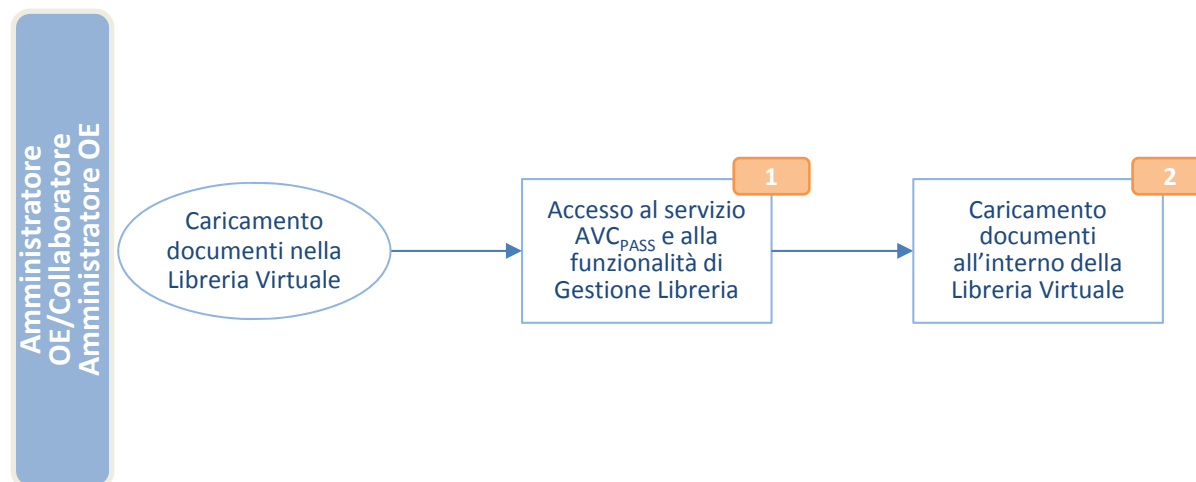 Amministratore
OE/Collaboratore
Amministratore OE
Caricamento
documenti nella
Libreria Virtuale
1
Accesso al servizio
AVCPASS e alla
funzionalità di
Gestione Libreria
2
Caricamento
documenti
all’interno della
Libreria Virtuale